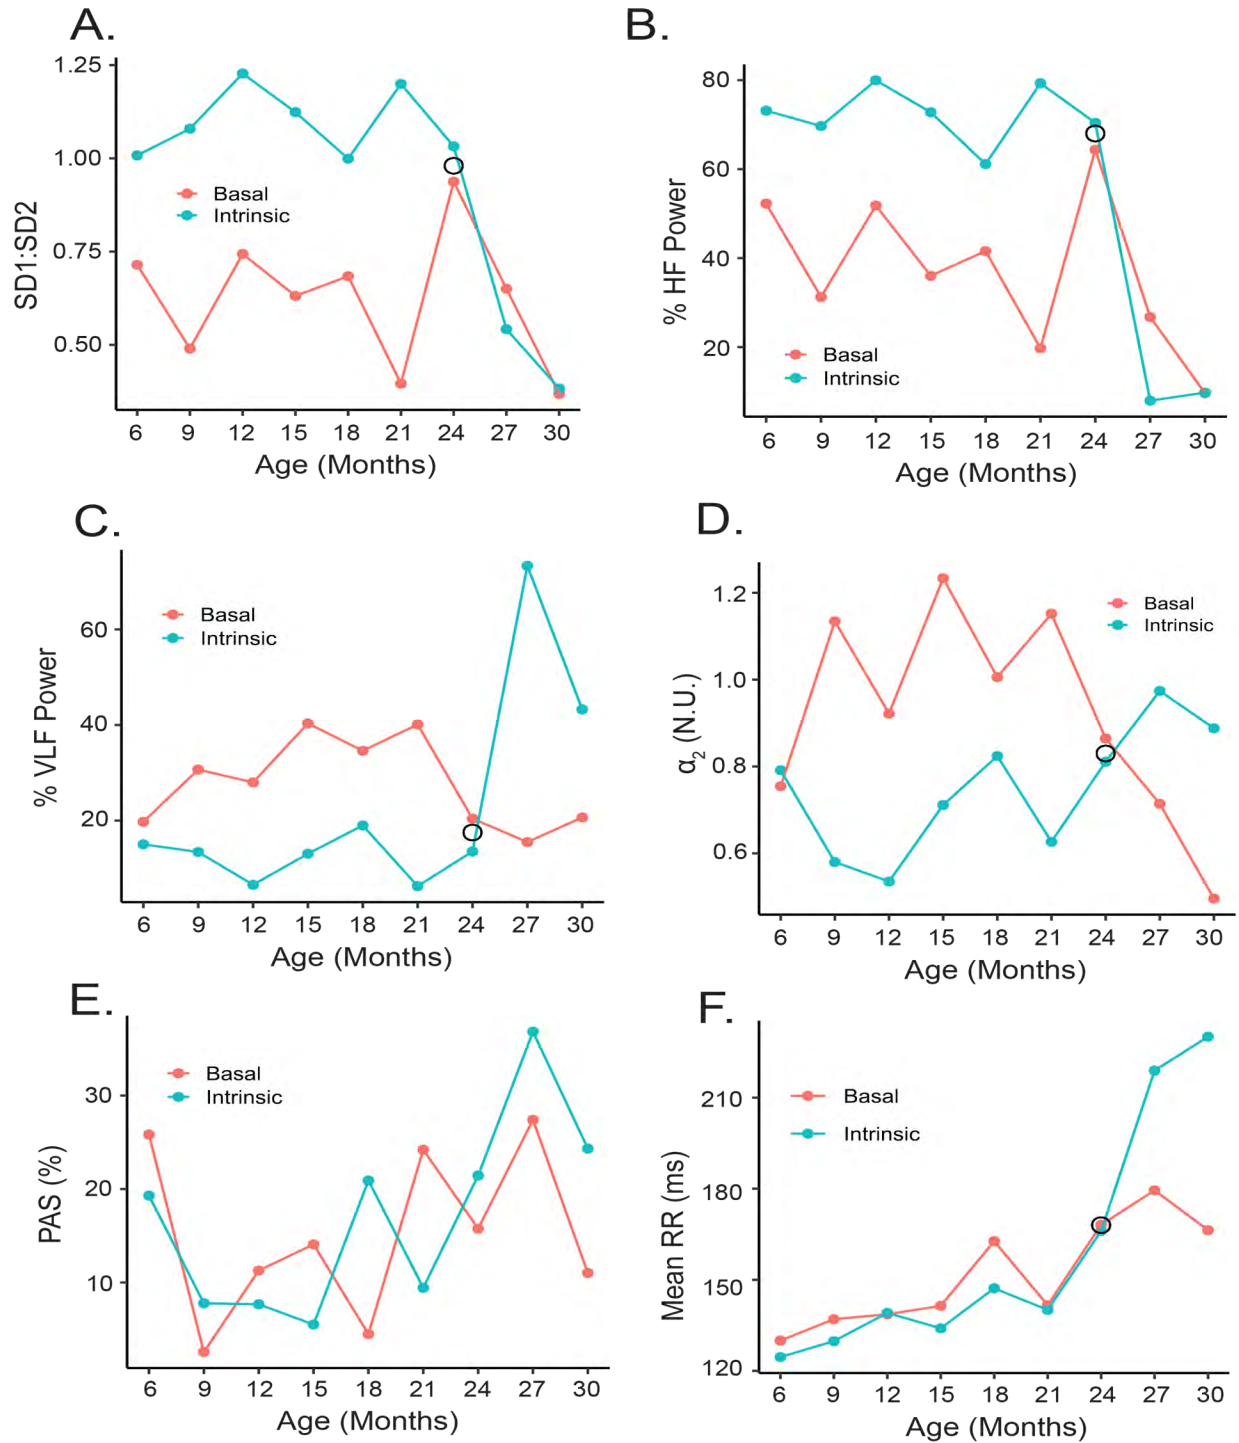 A.
SD1:SD2
1.25
1.00
0.75
0.50
Basal
Intrinsic
6 9 12 15 18 21 24 27 30
Age (Months)
B.
% HF Power
80
60
40
20
Basal
Intrinsic
6 9 12 15 18 21 24 27 30
Age (Months)
C.
% VLF Power
60
40
20
Basal
Intrinsic
6 9 12 15 18 21 24 27 30
Age (Months)
D.
α₂ (N.U.)
1.2
1.0
0.8
0.6
Basal
Intrinsic
6 9 12 15 18 21 24 27 30
Age (Months)
E.
PAS (%)
30
20
10
Basal
Intrinsic
6 9 12 15 18 21 24 27 30
Age (Months)
F.
Mean RR (ms)
210
180
150
120
Basal
Intrinsic
6 9 12 15 18 21 24 27 30
Age (Months)